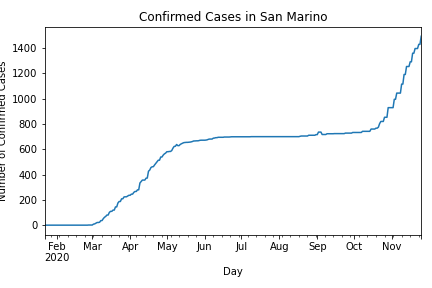 Confirmed Cases in San Marino
Number of Confirmed Cases
1400
1200
1000
800
600
400
200
0
Feb Mar Apr May Jun Jul Aug Sep Oct Nov
2020
Day